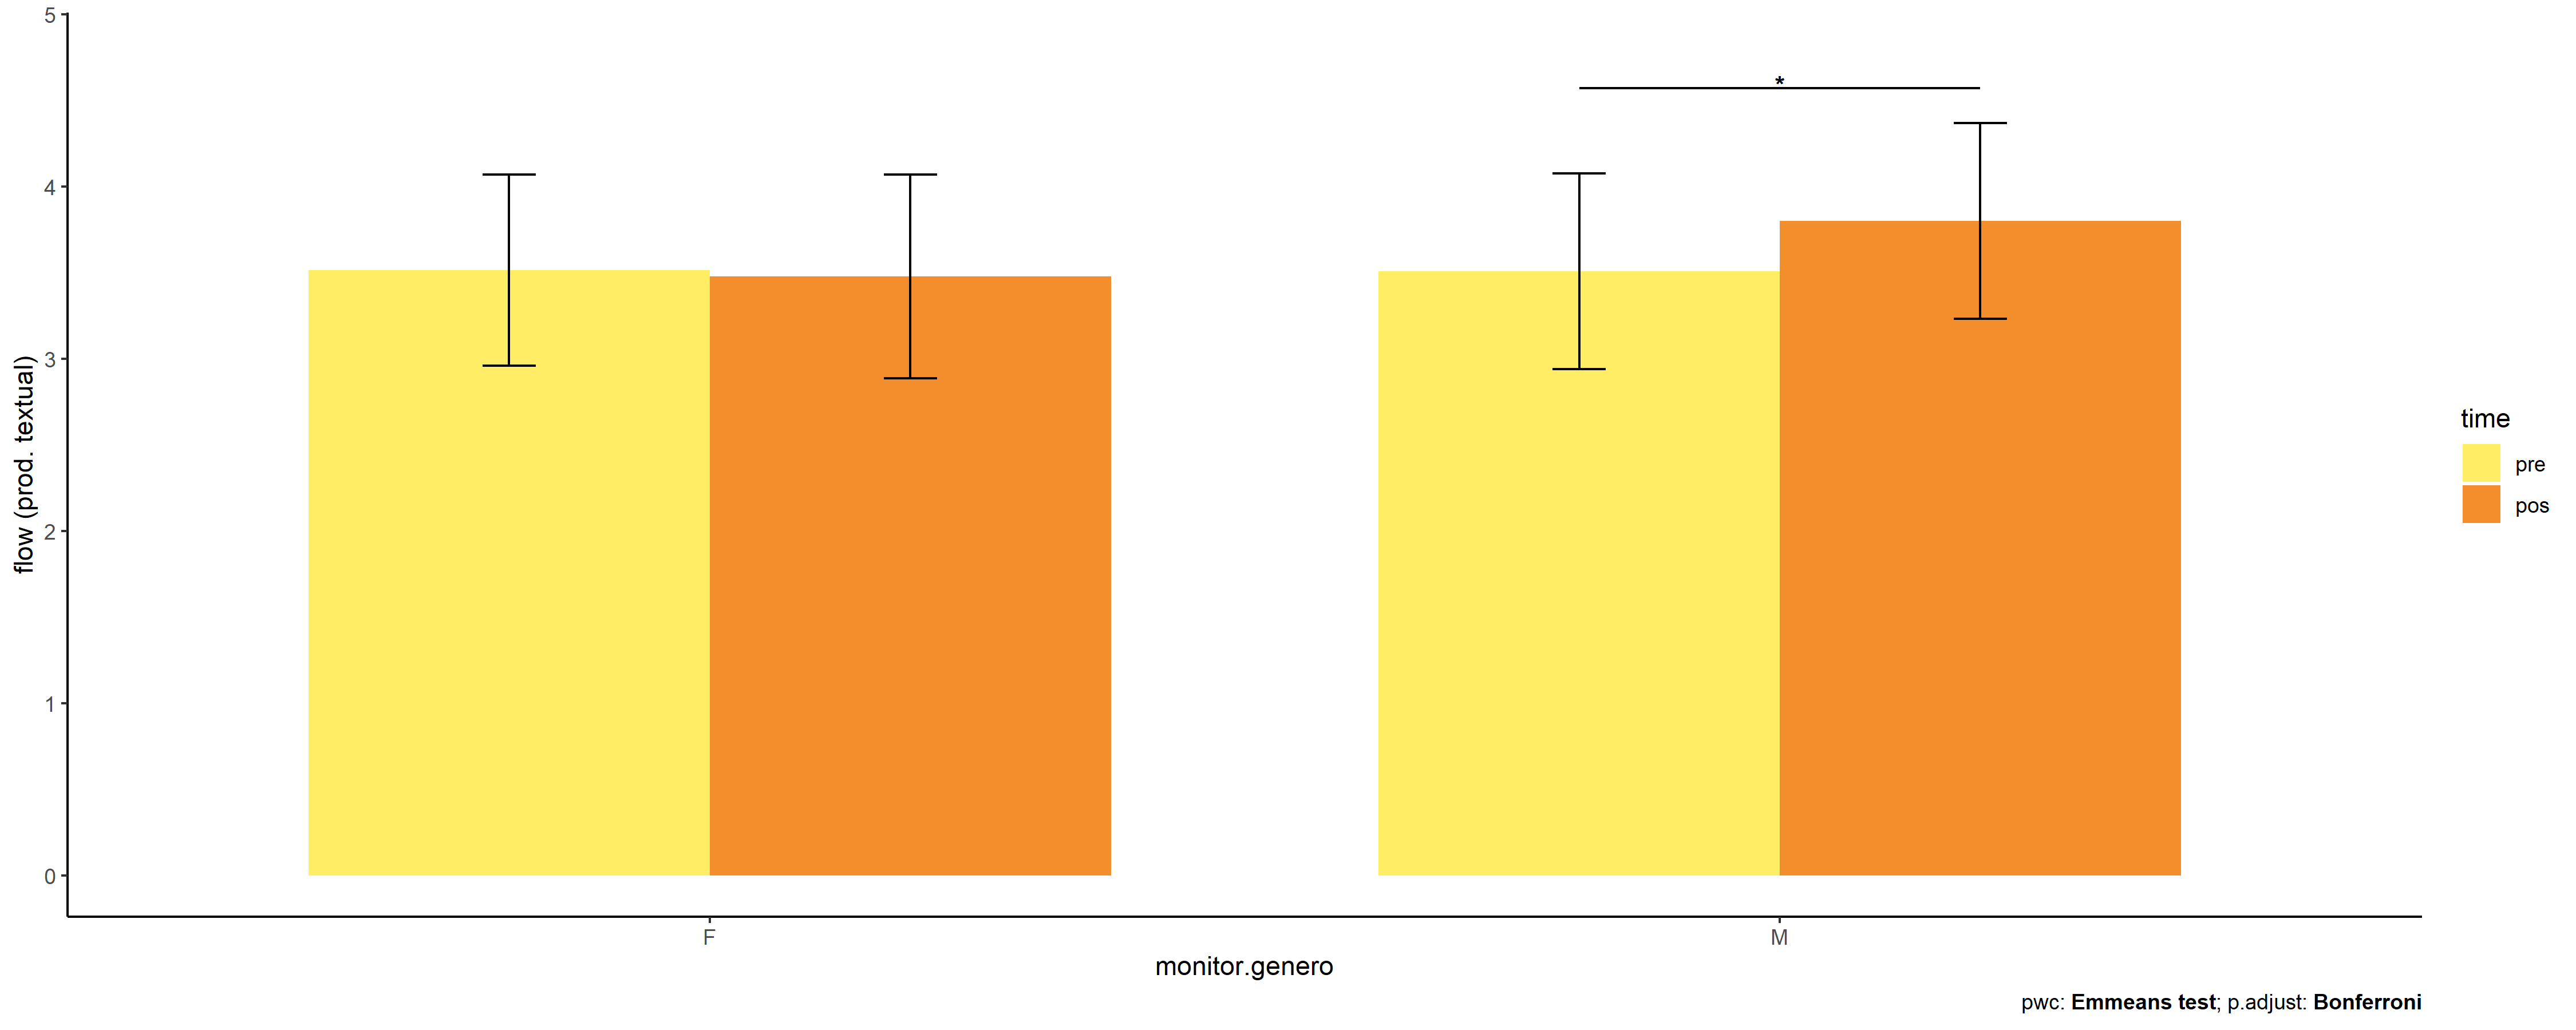 5
4
3
2
1
0
flow (prod. textual)
*
F
M
monitor.genero
time
pre
pos
pwc: Emmeans test; p.adjust: Bonferroni